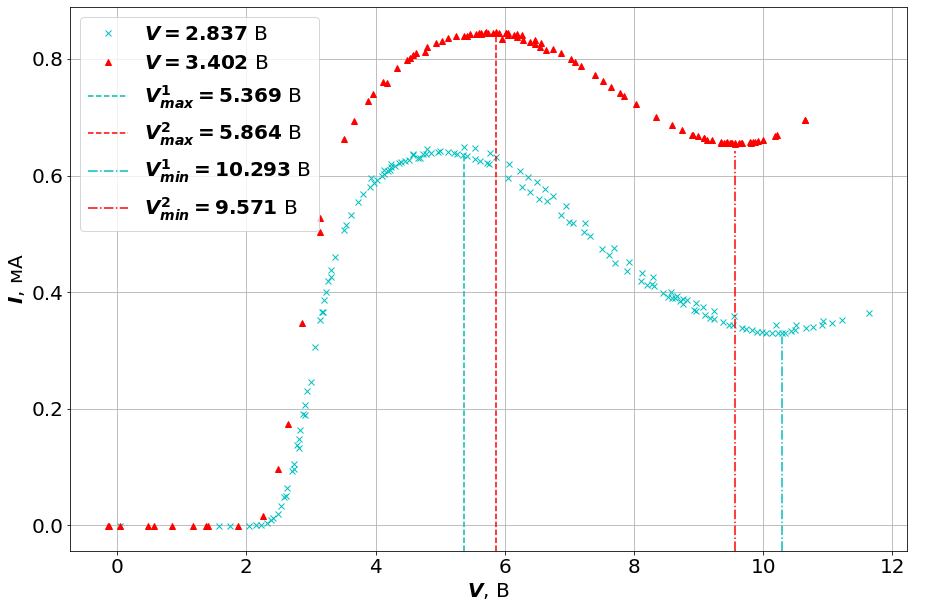 V = 2.837 В
V = 3.402 В
V¹max = 5.369 В
V²max = 5.864 В
V¹min = 10.293 В
V²min = 9.571 В
0.8
0.6
0.4
0.2
0.0
I, мА
0 2 4 6 8 10 12
V, В